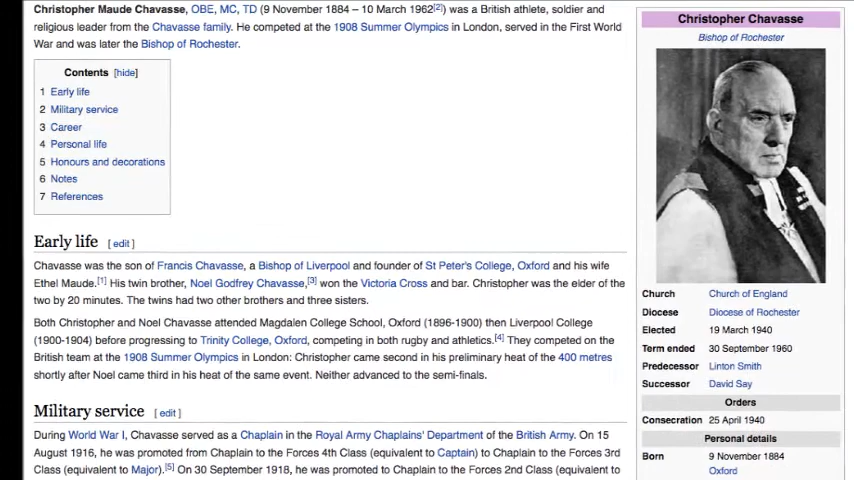 Christopher Maude Chavasse, OBE, MC, TD (9 November 1884 – 10 March 1962[2]) was a British athlete, soldier and
religious leader from the Chavasse family. He competed at the 1908 Summer Olympics in London, served in the First World
War and was later the Bishop of Rochester.
Contents [hide]
1 Early life
2 Military service
3 Career
4 Personal life
5 Honours and decorations
6 Notes
7 References
Early life [ edit ]
Chavasse was the son of Francis Chavasse, a Bishop of Liverpool and founder of St Peter's College, Oxford and his wife
Ethel Maude.[1] His twin brother, Noel Godfrey Chavasse,[3] won the Victoria Cross and bar. Christopher was the elder of the
two by 20 minutes. The twins had two other brothers and three sisters.
Both Christopher and Noel Chavasse attended Magdalen College School, Oxford (1896-1900) then Liverpool College
(1900-1904) before progressing to Trinity College, Oxford, competing in both rugby and athletics.[4] They competed on the
British team at the 1908 Summer Olympics in London: Christopher came second in his preliminary heat of the 400 metres
shortly after Noel came third in his heat of the same event. Neither advanced to the semi-finals.
Military service [ edit ]
During World War I, Chavasse served as a Chaplain in the Royal Army Chaplains' Department of the British Army. On 15
August 1916, he was promoted from Chaplain to the Forces 4th Class (equivalent to Captain) to Chaplain to the Forces 3rd
Class (equivalent to Major).[5] On 30 September 1918, he was promoted to Chaplain to the Forces 2nd Class (equivalent to
Christopher Chavasse
Bishop of Rochester
Church Church of England
Diocese Diocese of Rochester
Elected 19 March 1940
Term ended 30 September 1960
Predecessor Linton Smith
Successor David Say
Orders
Consecration 25 April 1940
Personal details
Born 9 November 1884
Oxford